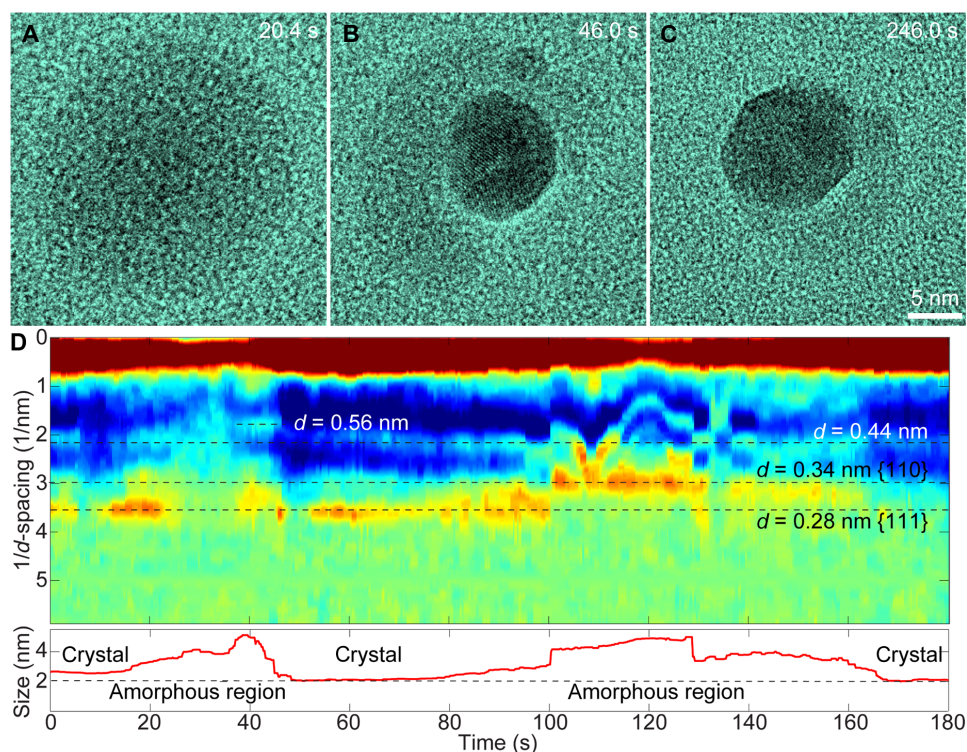 A 20.4 s
B 46.0 s
C 246.0 s
5 nm
D
1/d-spacing (1/nm)
0
1
2
3
4
5
d = 0.56 nm
d = 0.44 nm
d = 0.34 nm {110}
d = 0.28 nm {111}
Size (nm)
4
2
Crystal
Crystal
Crystal
Amorphous region
Amorphous region
0 20 40 60 80 100 120 140 160 180
Time (s)